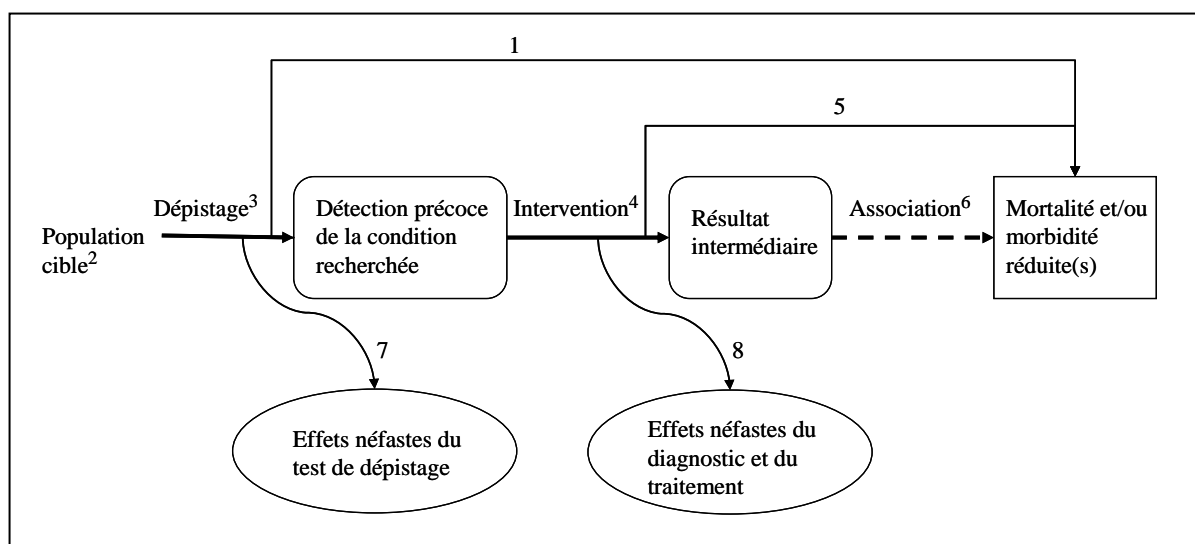 1
5
Dépistage³
Population
cible²
Détection précoce
de la condition
recherchée
Intervention⁴
Résultat
intermédiaire
Association⁶
Mortalité et/ou
morbidité
réduite(s)
7
8
Effets néfastes du
test de dépistage
Effets néfastes du
diagnostic et du
traitement